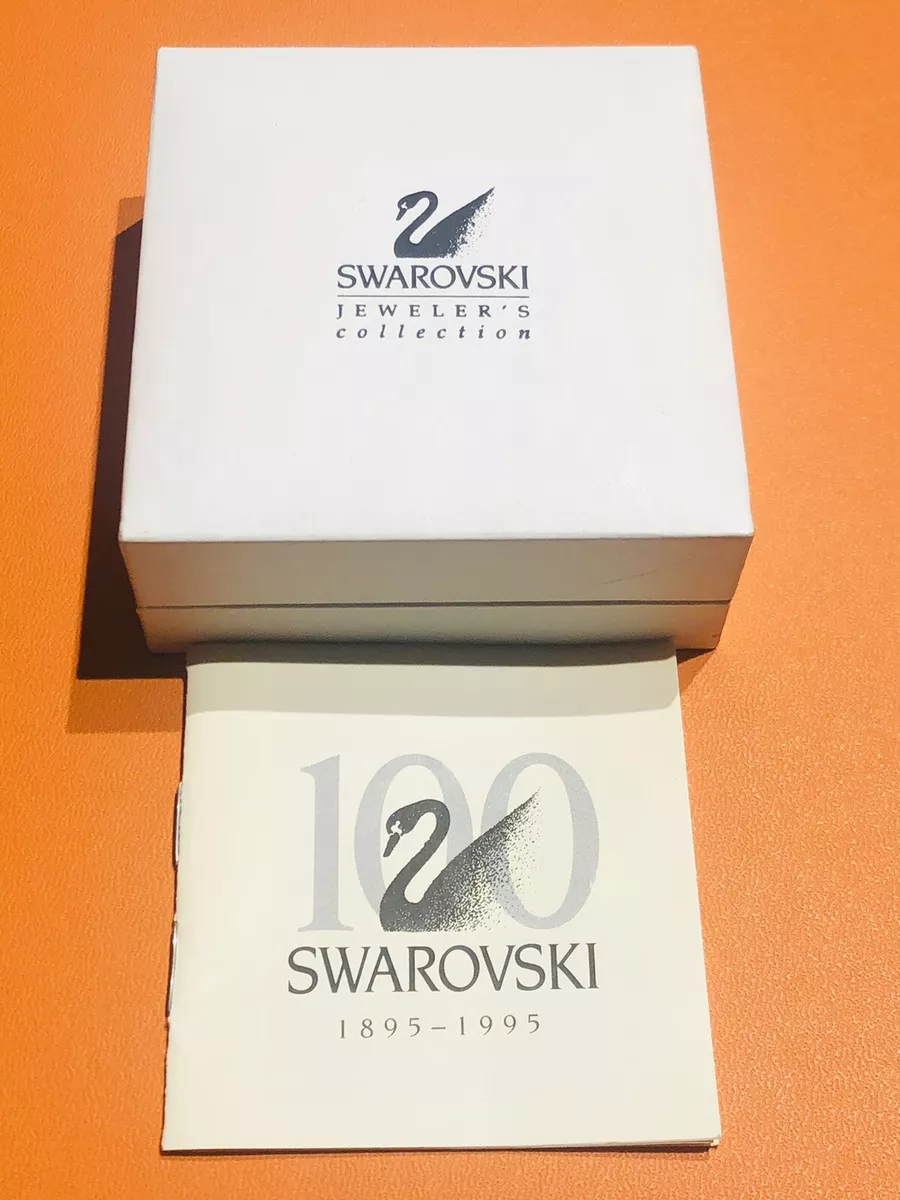 SWAROVSKI
JEWELER'S
collection
100
SWAROVSKI
1895–1995